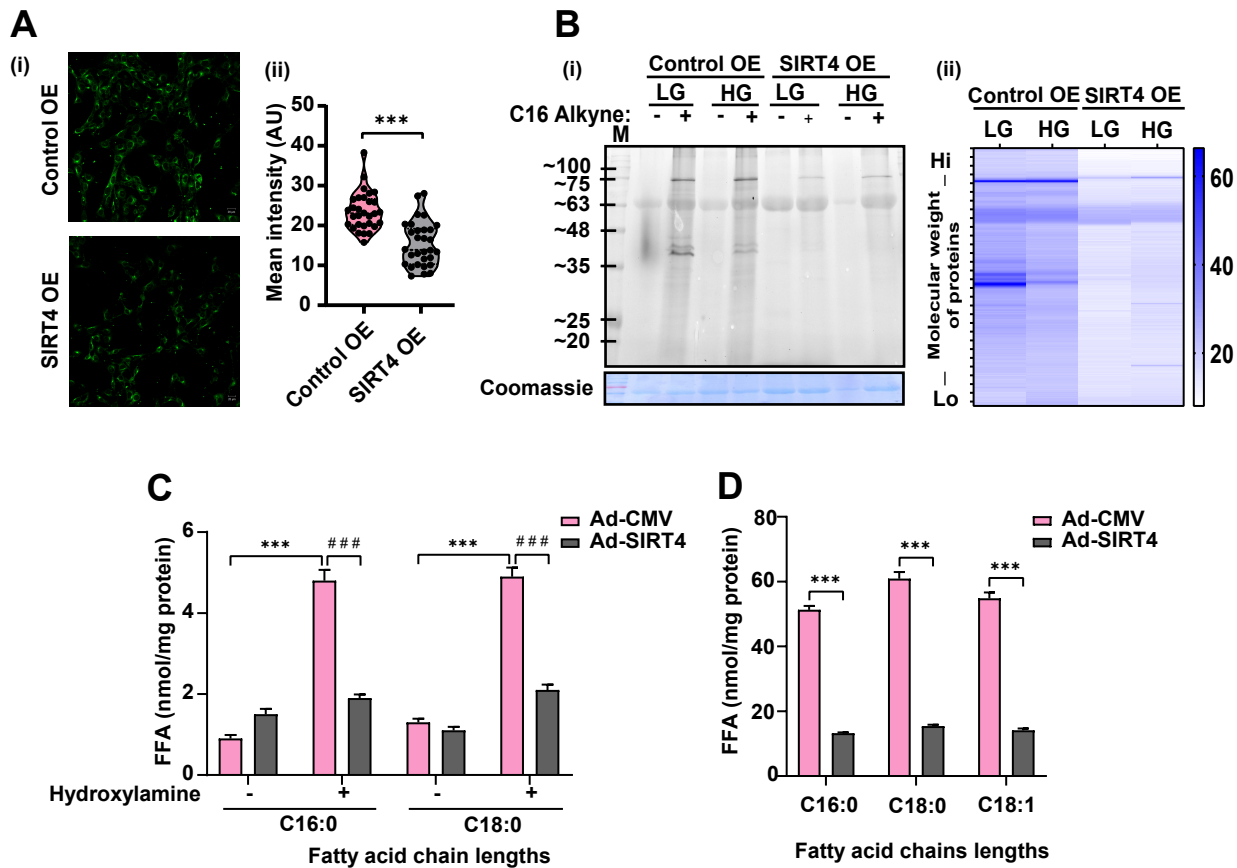 A
(i)
Control OE
SIRT4 OE
(ii)
Mean intensity (AU)
50
40
30
20
10
0
***
Control OE
SIRT4 OE
B
(i)
Control OE SIRT4 OE
LG HG LG HG
C16 Alkyne: - + - + - + - +
M
~100
~75
~63
~48
~35
~25
~20
Coomassie
(ii)
Control OE SIRT4 OE
LG HG LG HG
Hi
Lo
Molecular weight
of proteins
60
40
20
C
Ad-CMV
Ad-SIRT4
FFA (nmol/mg protein)
6
4
2
0
*** ### *** ###
Hydroxylamine - + - +
C16:0 C18:0
Fatty acid chain lengths
D
Ad-CMV
Ad-SIRT4
FFA (nmol/mg protein)
80
60
40
20
0
*** *** ***
C16:0 C18:0 C18:1
Fatty acid chains lengths